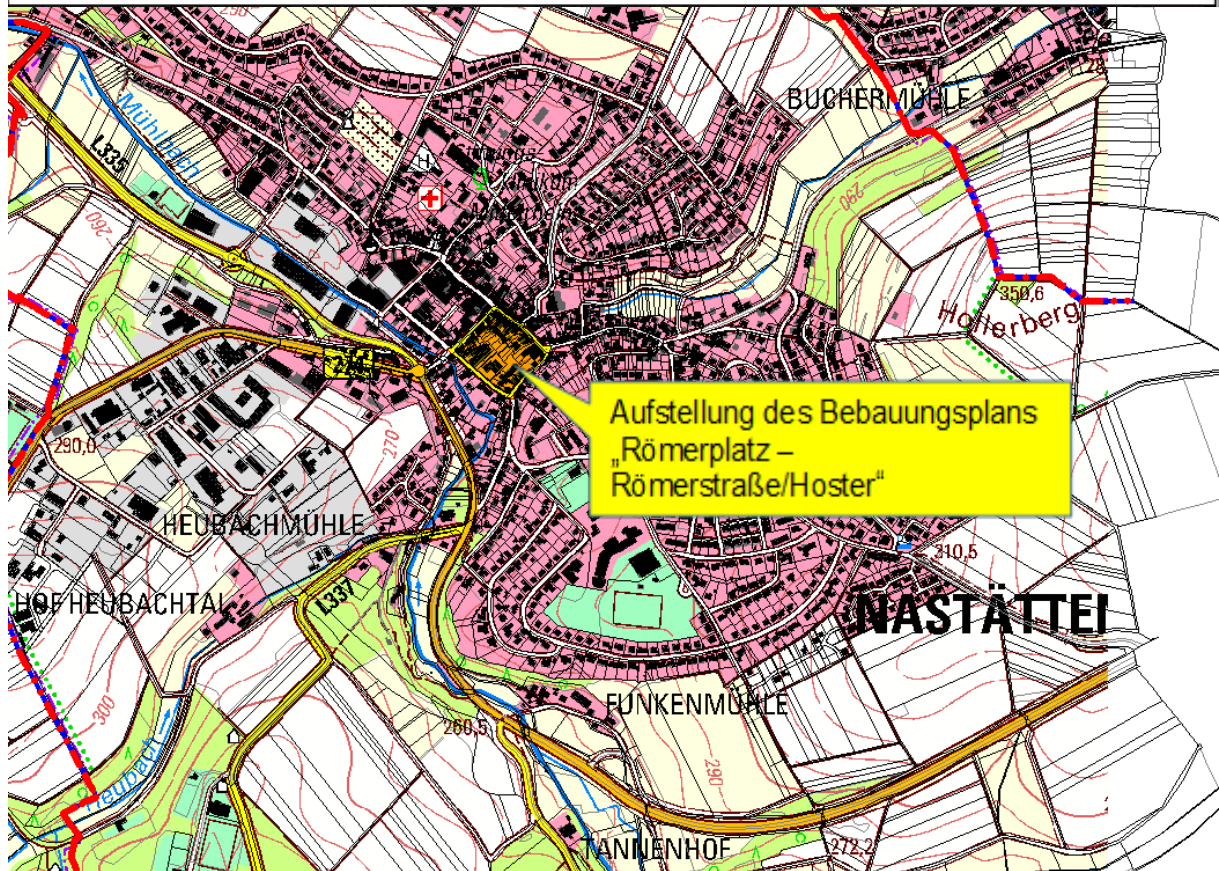 BUCHERMÜHLE
Mühlbach
L335
H
290
260
350,6
Hollerberg
Aufstellung des Bebauungsplans
„Römerplatz –
Römerstraße/Hoster“
290,0
270
HEUBACHMÜHLE
310,5
HOF HEUBACHTAL
L337
NASTÄTTEI
300
FUNKENMÜHLE
260,5
Heubach
290
TANNENHOF
272,2